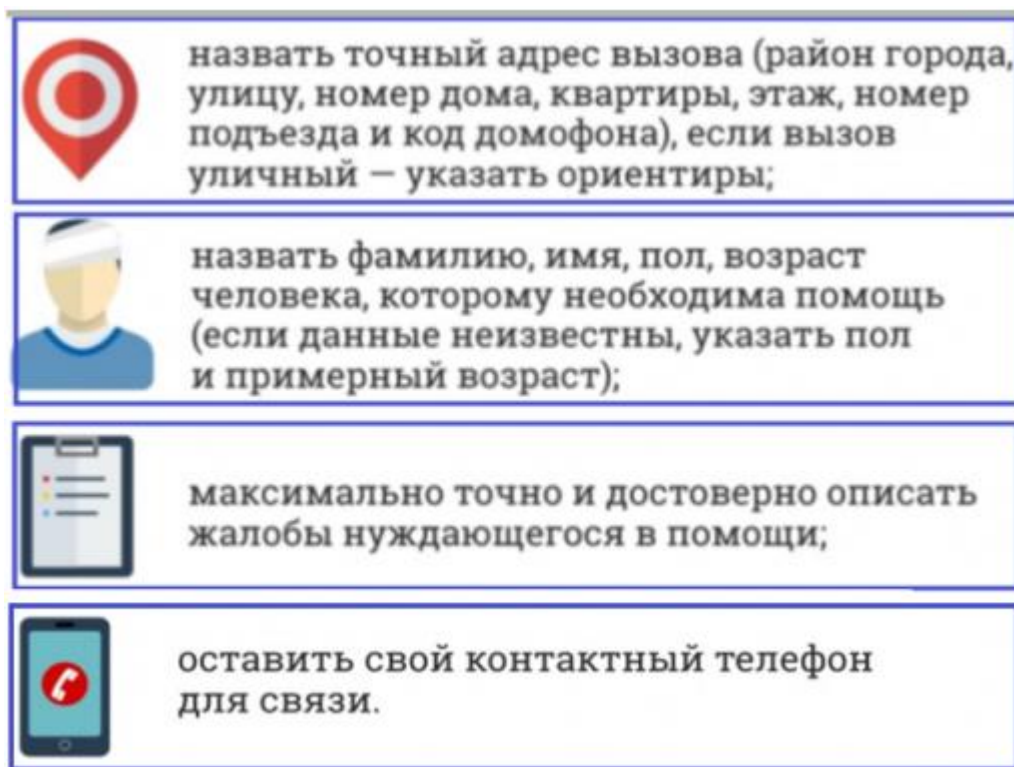 назвать точный адрес вызова (район города,
улицу, номер дома, квартиры, этаж, номер
подъезда и код домофона), если вызов
уличный — указать ориентиры;
назвать фамилию, имя, пол, возраст
человека, которому необходима помощь
(если данные неизвестны, указать пол
и примерный возраст);
максимально точно и достоверно описать
жалобы нуждающегося в помощи;
оставить свой контактный телефон
для связи.